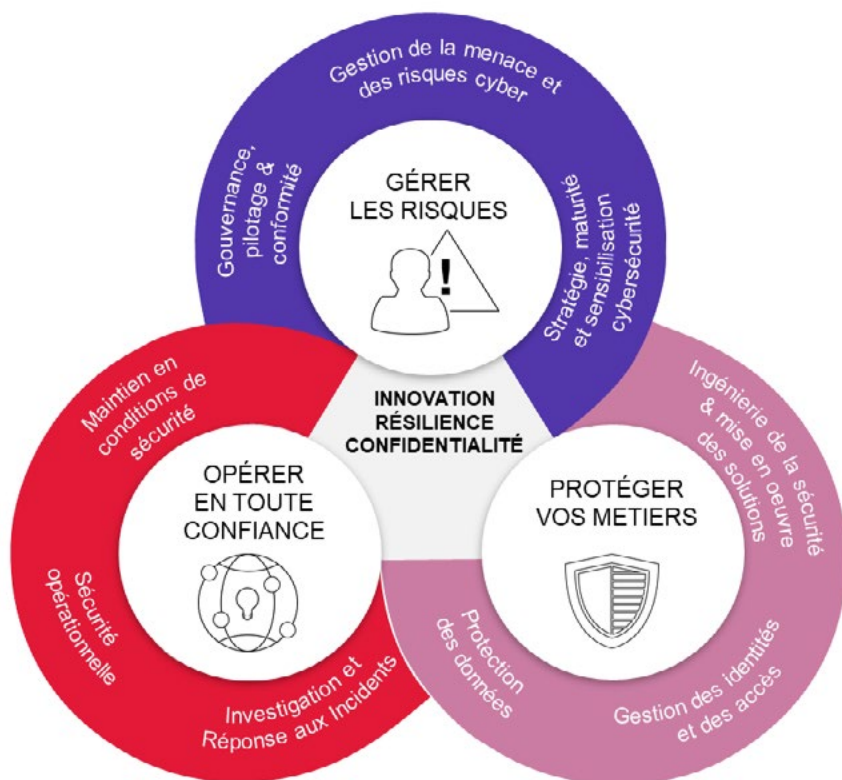 Gestion de la menace et
des risques cyber
Gouvernance,
pilotage &
conformité
GÉRER
LES RISQUES
!
Stratégie, maturité
et sensibilisation
cybersécurité
INNOVATION
RÉSILIENCE
CONFIDENTIALITÉ
Maintien en
conditions de
sécurité
OPÉRER
EN TOUTE
CONFIANCE
Sécurité
opérationnelle
Investigation et
Réponse aux Incidents
Ingénierie de la sécurité
& mise en oeuvre
des solutions
PROTÉGER
VOS METIERS
Protection
des données
Gestion des identités
et des accès